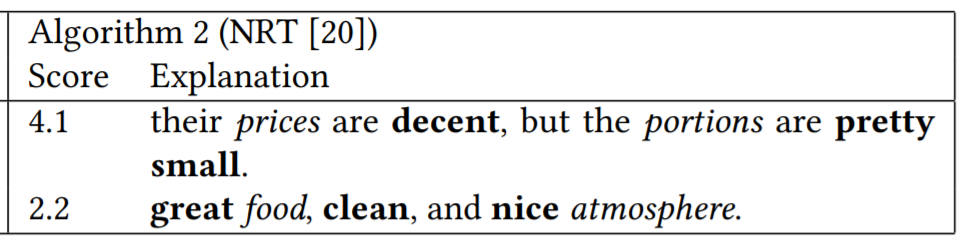 Algorithm 2 (NRT [20])
Score Explanation
4.1 their prices are decent, but the portions are pretty
small.
2.2 great food, clean, and nice atmosphere.